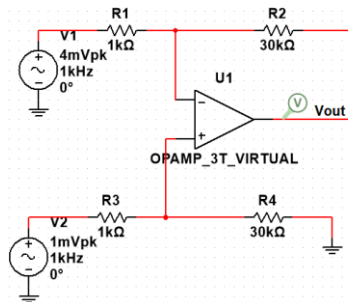 R1
1kΩ
R2
30kΩ
V1
4mVpk
1kHz
0°
U1
V
Vout
OPAMP_3T_VIRTUAL
R3
1kΩ
R4
30kΩ
V2
1mVpk
1kHz
0°